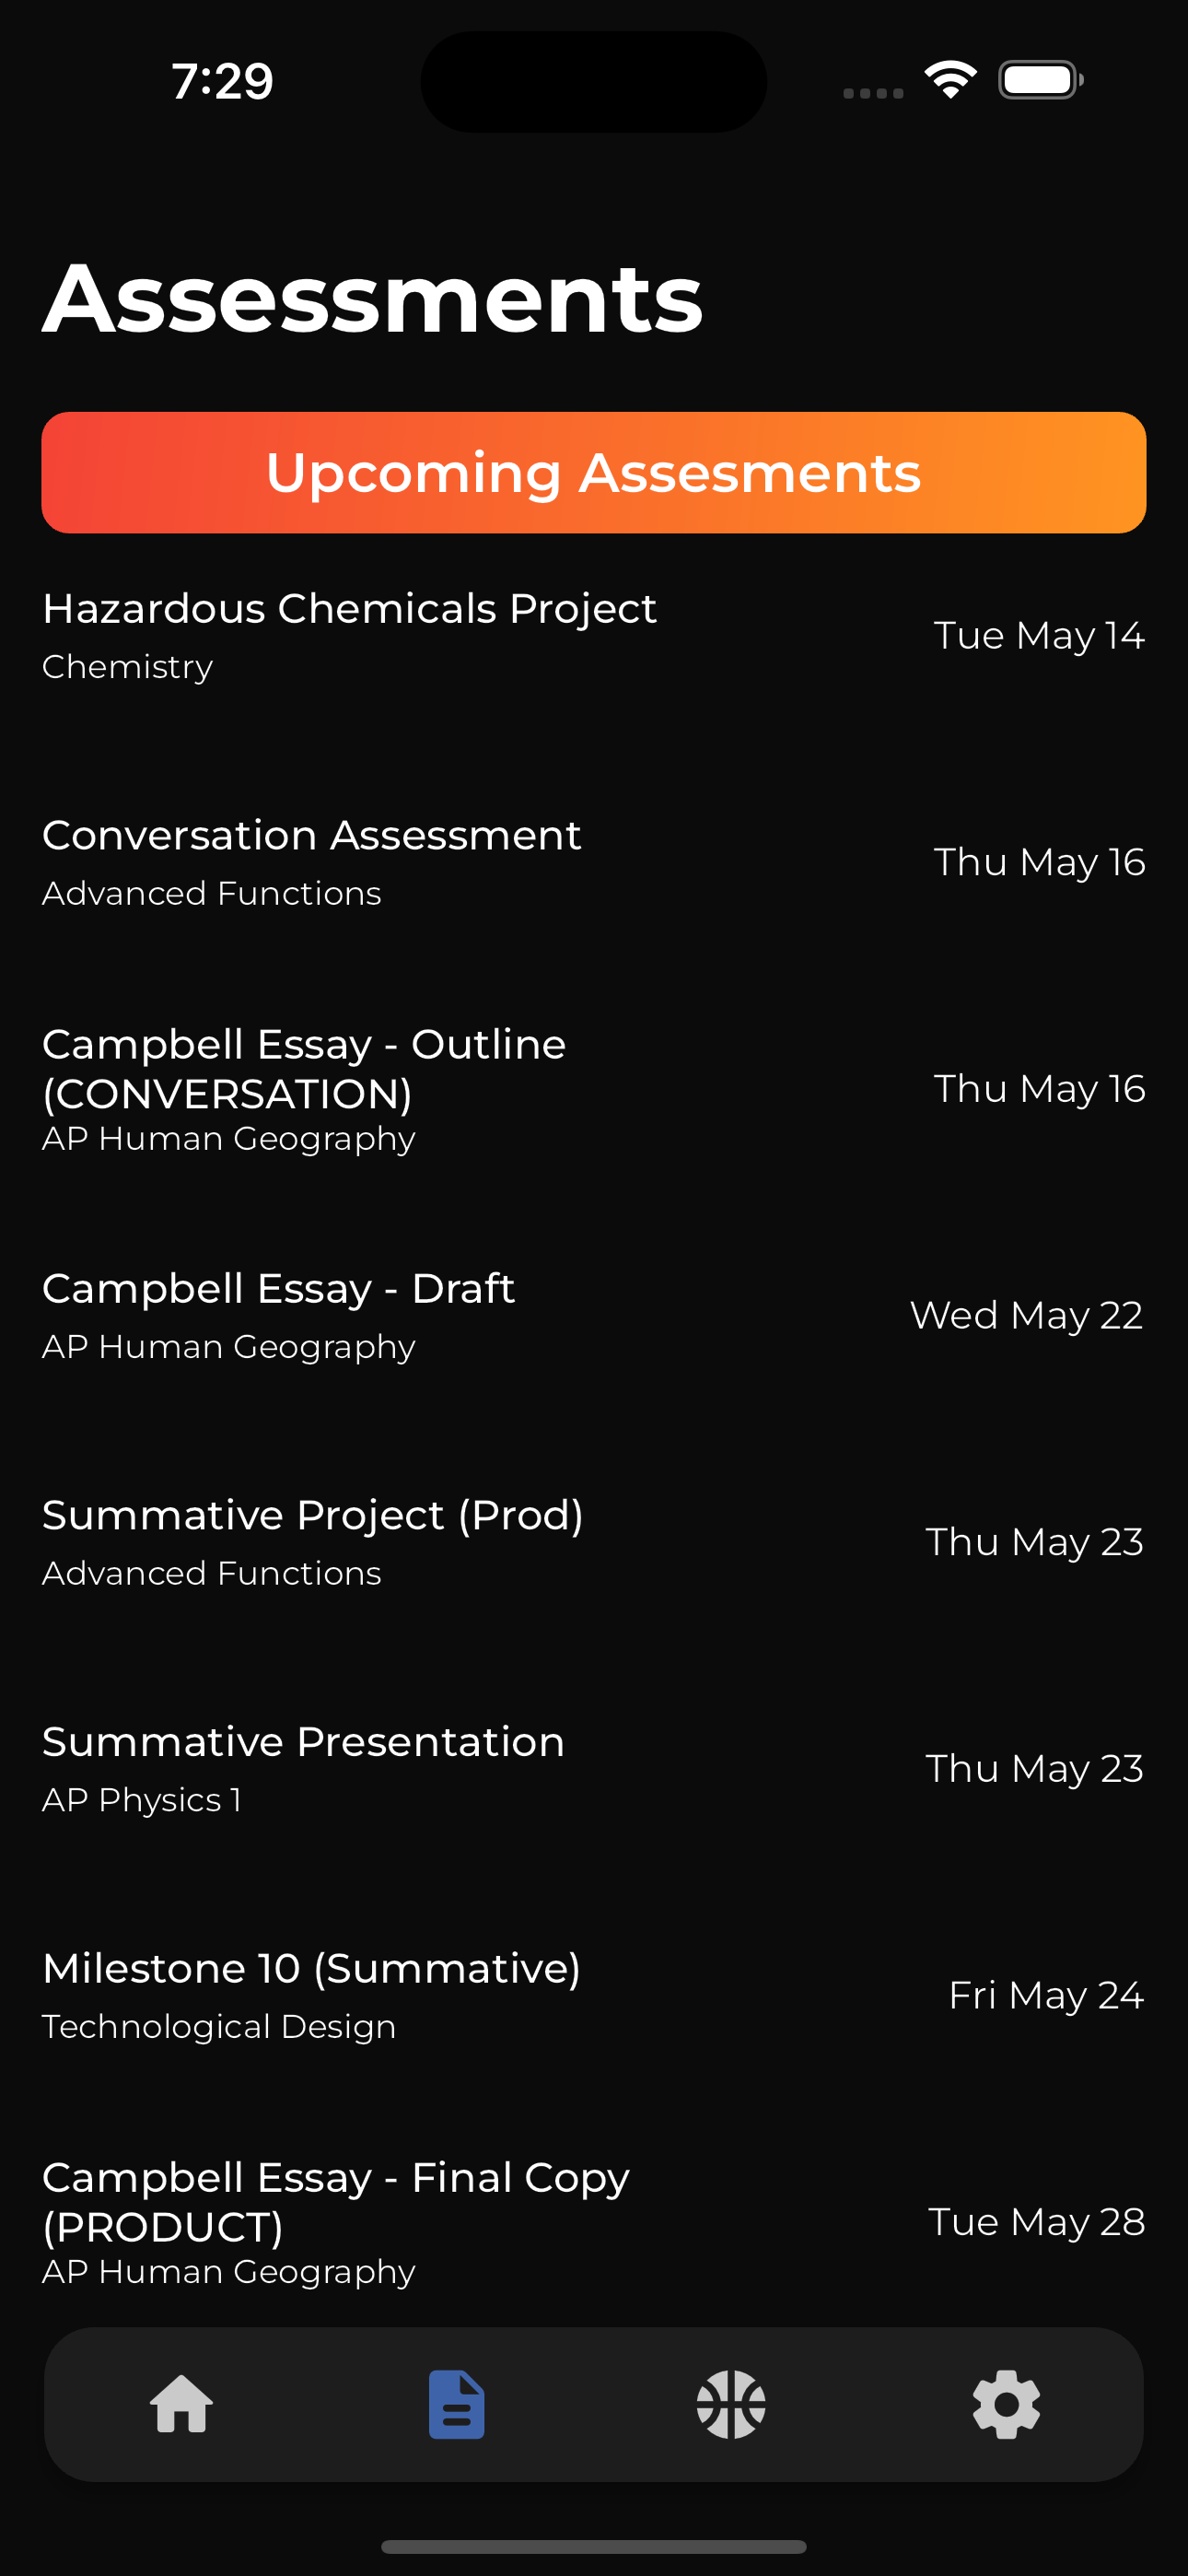 7:29
Assessments
Upcoming Assesments
Hazardous Chemicals Project
Chemistry
Tue May 14
Conversation Assessment
Advanced Functions
Thu May 16
Campbell Essay - Outline
(CONVERSATION)
AP Human Geography
Thu May 16
Campbell Essay - Draft
AP Human Geography
Wed May 22
Summative Project (Prod)
Advanced Functions
Thu May 23
Summative Presentation
AP Physics 1
Thu May 23
Milestone 10 (Summative)
Technological Design
Fri May 24
Campbell Essay - Final Copy
(PRODUCT)
AP Human Geography
Tue May 28